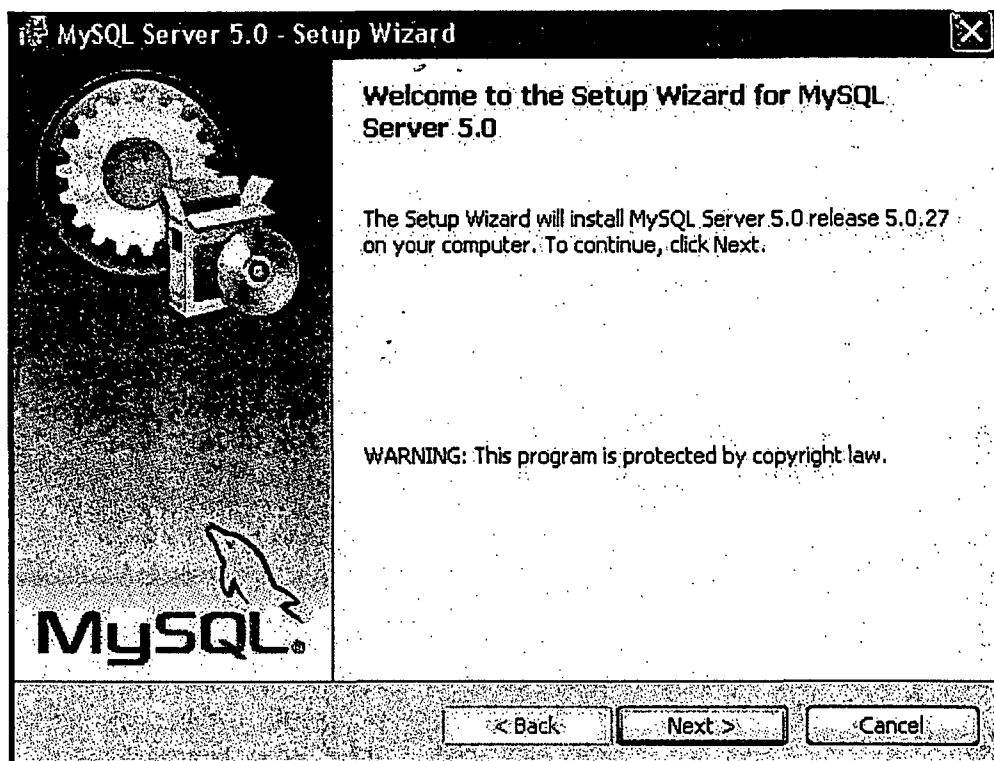 MySQL Server 5.0 - Setup Wizard
Welcome to the Setup Wizard for MySQL
Server 5.0
The Setup Wizard will install MySQL Server 5.0 release 5.0.27
on your computer. To continue, click Next.
WARNING: This program is protected by copyright law.
MySQL®
< Back
Next >
Cancel